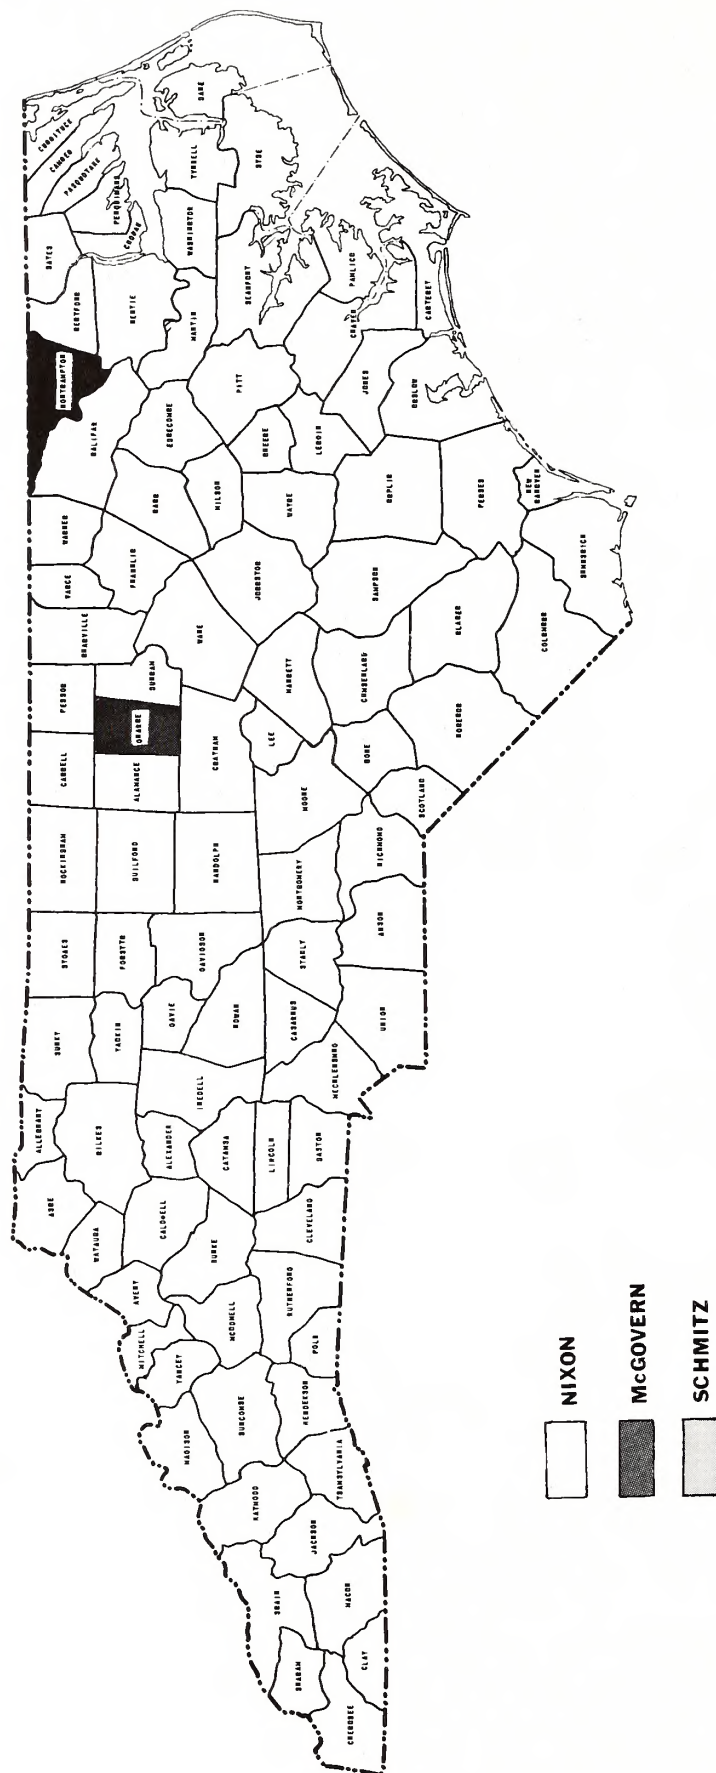 CURRITUCK
CAMDEN
PASQUOTANK
PERQUIMANS
CHOWAN
GATES
HERTFORD
BERTIE
NORTHAMPTON
HALIFAX
WARREN
VANCE
GRANVILLE
PERSON
CASWELL
ROCKINGHAM
STOKES
SURRY
ALLEGHANY
ASHE
DARE
TYRRELL
WASHINGTON
MARTIN
EDGECOMBE
NASH
FRANKLIN
DURHAM
ORANGE
ALAMANCE
GUILFORD
FORSYTH
YADKIN
WILKES
WATAUGA
HYDE
BEAUFORT
PITT
GREENE
WILSON
WAKE
CHATHAM
RANDOLPH
DAVIDSON
DAVIE
IREDELL
ALEXANDER
CALDWELL
AVERY
MITCHELL
YANCEY
MADISON
PAMLICO
CRAVEN
LENOIR
WAYNE
JOHNSTON
HARNETT
LEE
MOORE
MONTGOMERY
STANLY
ROWAN
CABARRUS
CATAWBA
LINCOLN
BURKE
MCDOWELL
BUNCOMBE
HAYWOOD
SWAIN
GRAHAM
CARTERET
JONES
ONSLOW
DUPLIN
SAMPSON
CUMBERLAND
HOKE
RICHMOND
ANSON
UNION
MECKLENBURG
GASTON
CLEVELAND
RUTHERFORD
POLK
HENDERSON
TRANSYLVANIA
JACKSON
MACON
CLAY
CHEROKEE
PENDER
NEW HANOVER
BLADEN
ROBESON
SCOTLAND
COLUMBUS
BRUNSWICK
NIXON
McGOVERN
SCHMITZ